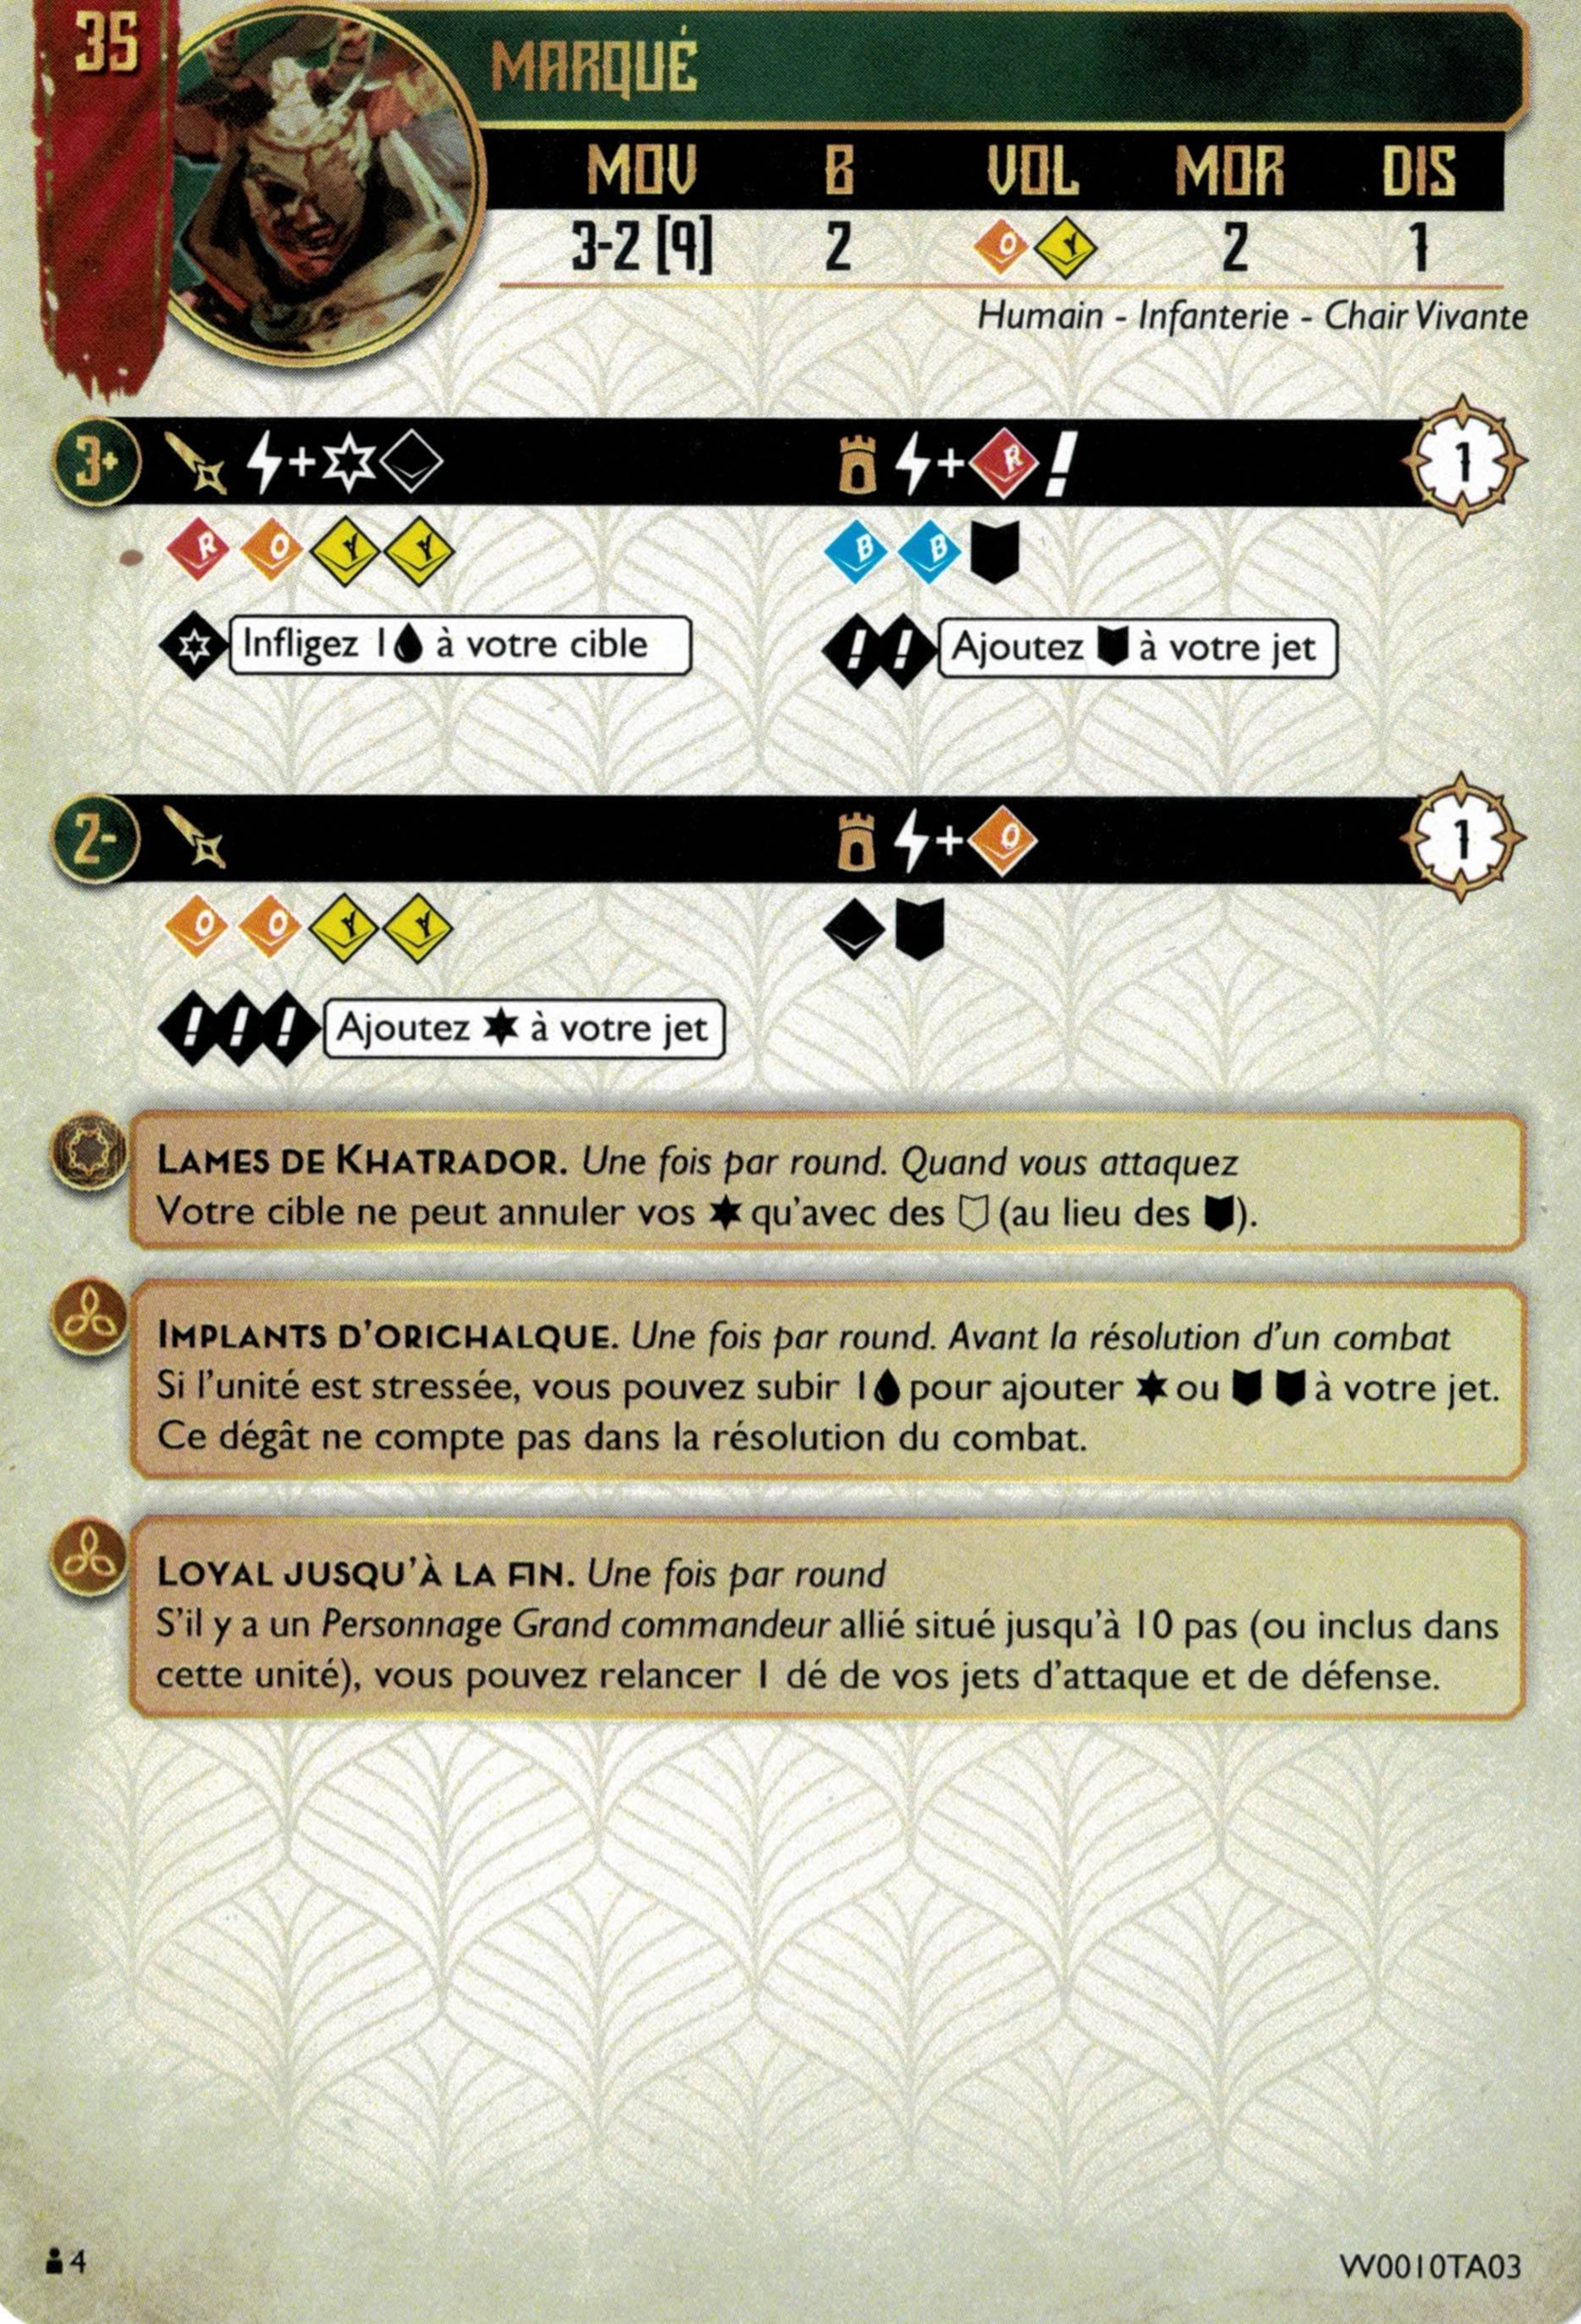 35
MARQUÉ
MOV B VOL MOR DIS
3-2 [9] 2 O Y 2 1
Humain - Infanterie - Chair Vivante
3+ + + R ! 1
R O Y Y B B
Infligez 1 à votre cible ! ! Ajoutez à votre jet
2- + O 1
O O Y Y
! ! ! Ajoutez à votre jet
LAMES DE KHATRADOR. Une fois par round. Quand vous attaquez
Votre cible ne peut annuler vos qu'avec des (au lieu des ).
IMPLANTS D'ORICHALQUE. Une fois par round. Avant la résolution d'un combat
Si l'unité est stressée, vous pouvez subir 1 pour ajouter ou à votre jet.
Ce dégât ne compte pas dans la résolution du combat.
LOYAL JUSQU'À LA FIN. Une fois par round
S'il y a un Personnage Grand commandeur allié situé jusqu'à 10 pas (ou inclus dans
cette unité), vous pouvez relancer 1 dé de vos jets d'attaque et de défense.
4
W0010TA03